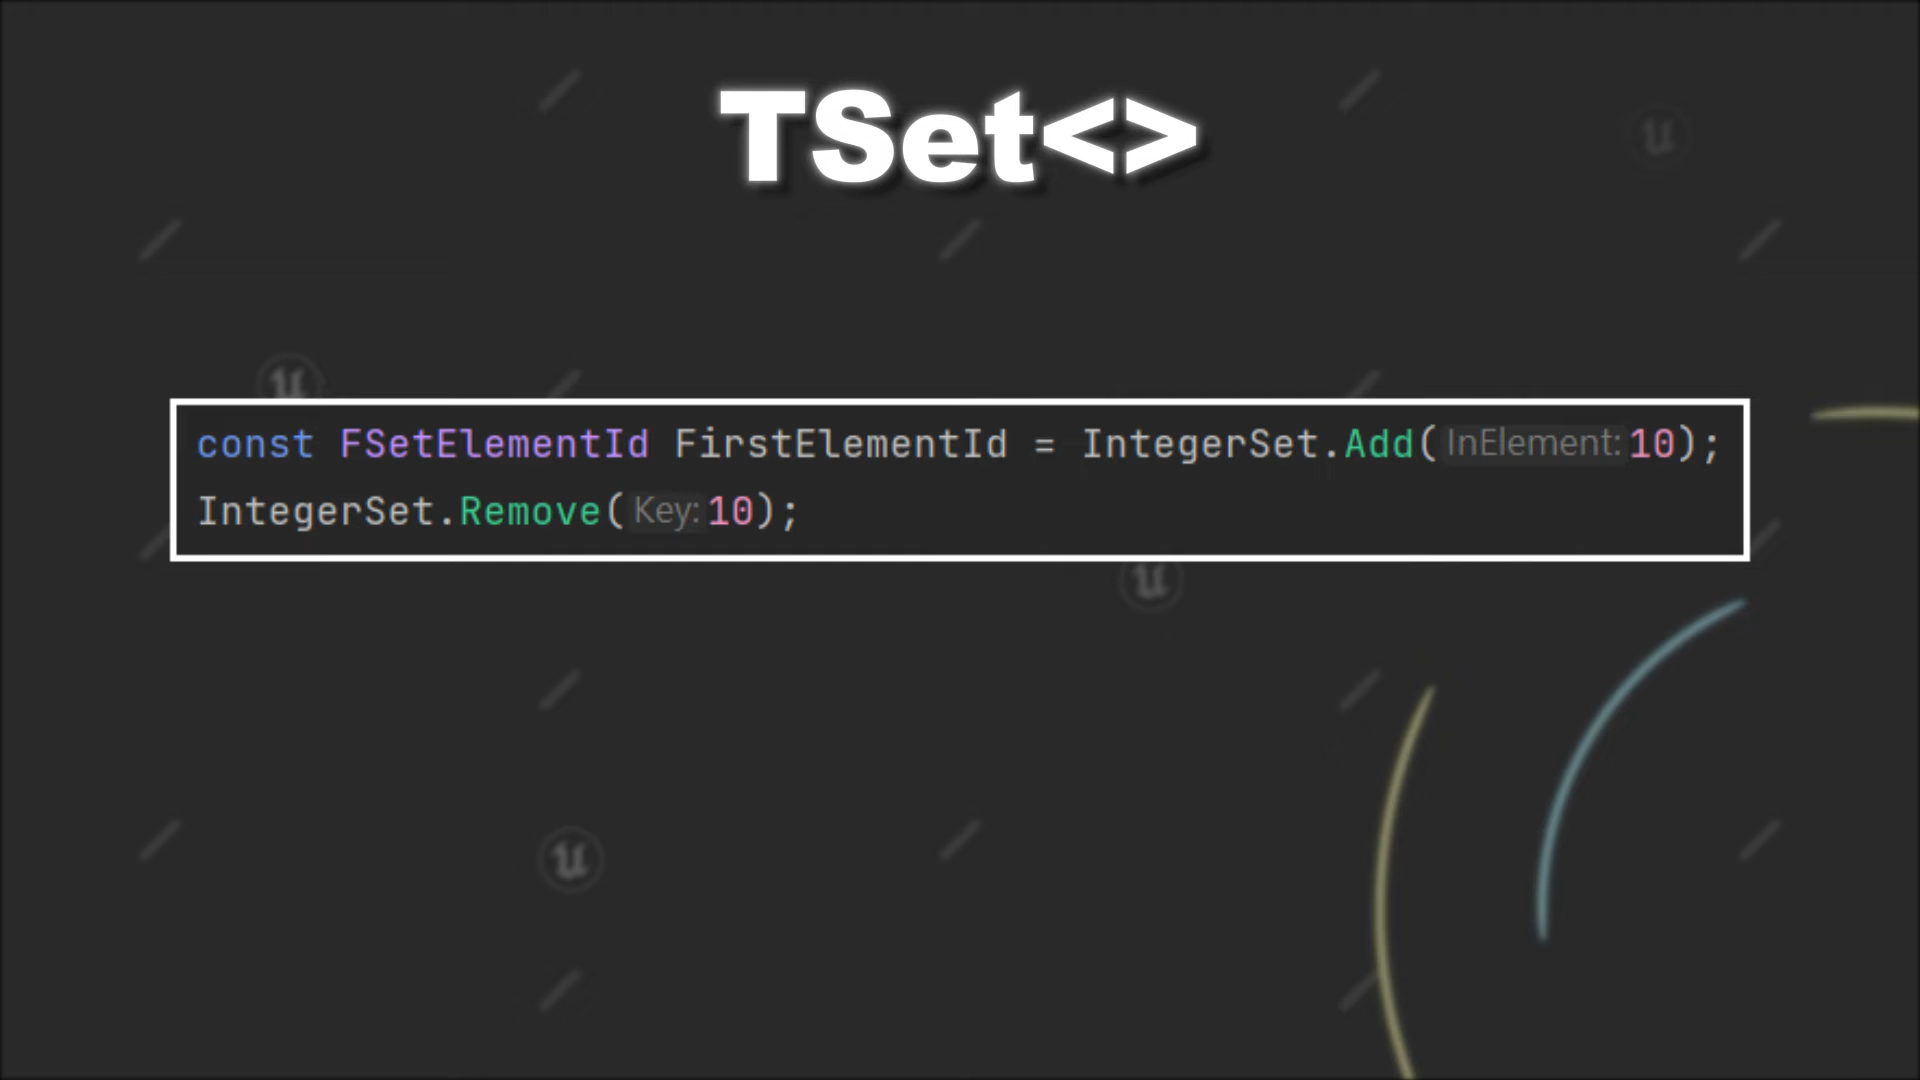 TSet<>
const FSetElementId FirstElementId = IntegerSet.Add( InElement: 10);
IntegerSet.Remove( Key: 10);